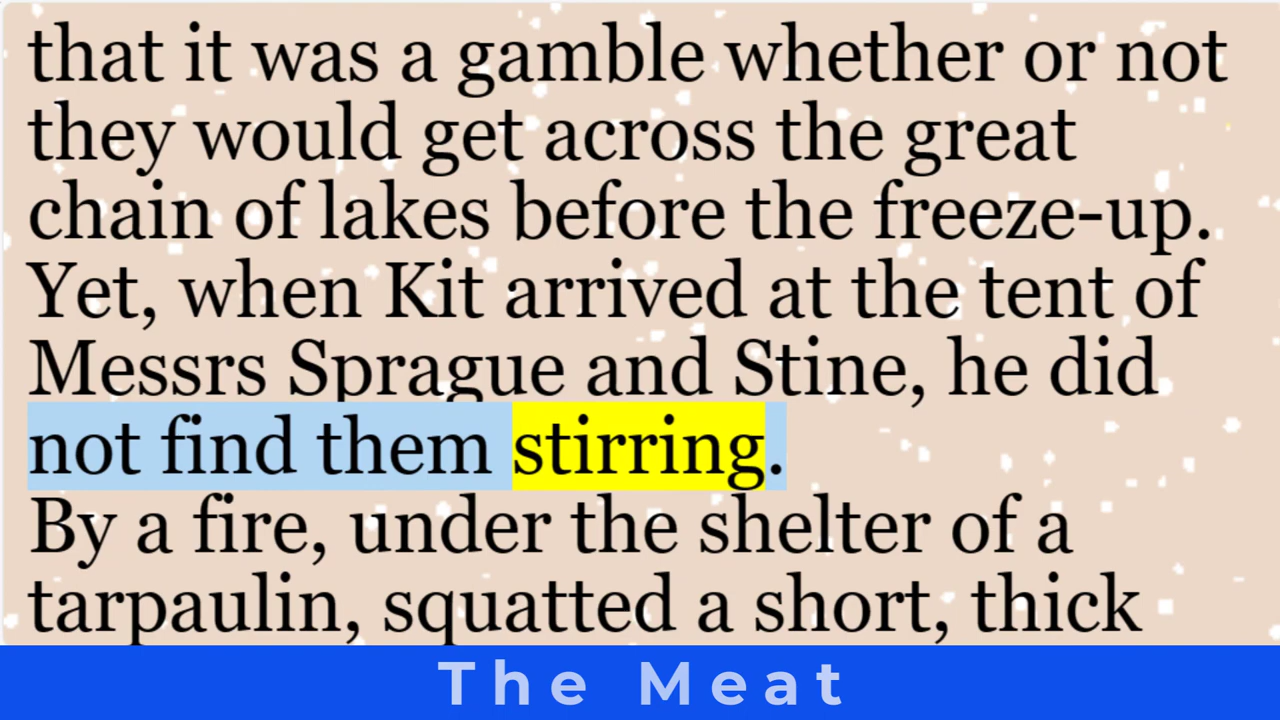 that it was a gamble whether or not
they would get across the great
chain of lakes before the freeze-up.
Yet, when Kit arrived at the tent of
Messrs Sprague and Stine, he did
not find them stirring.
By a fire, under the shelter of a
tarpaulin, squatted a short, thick
The Meat